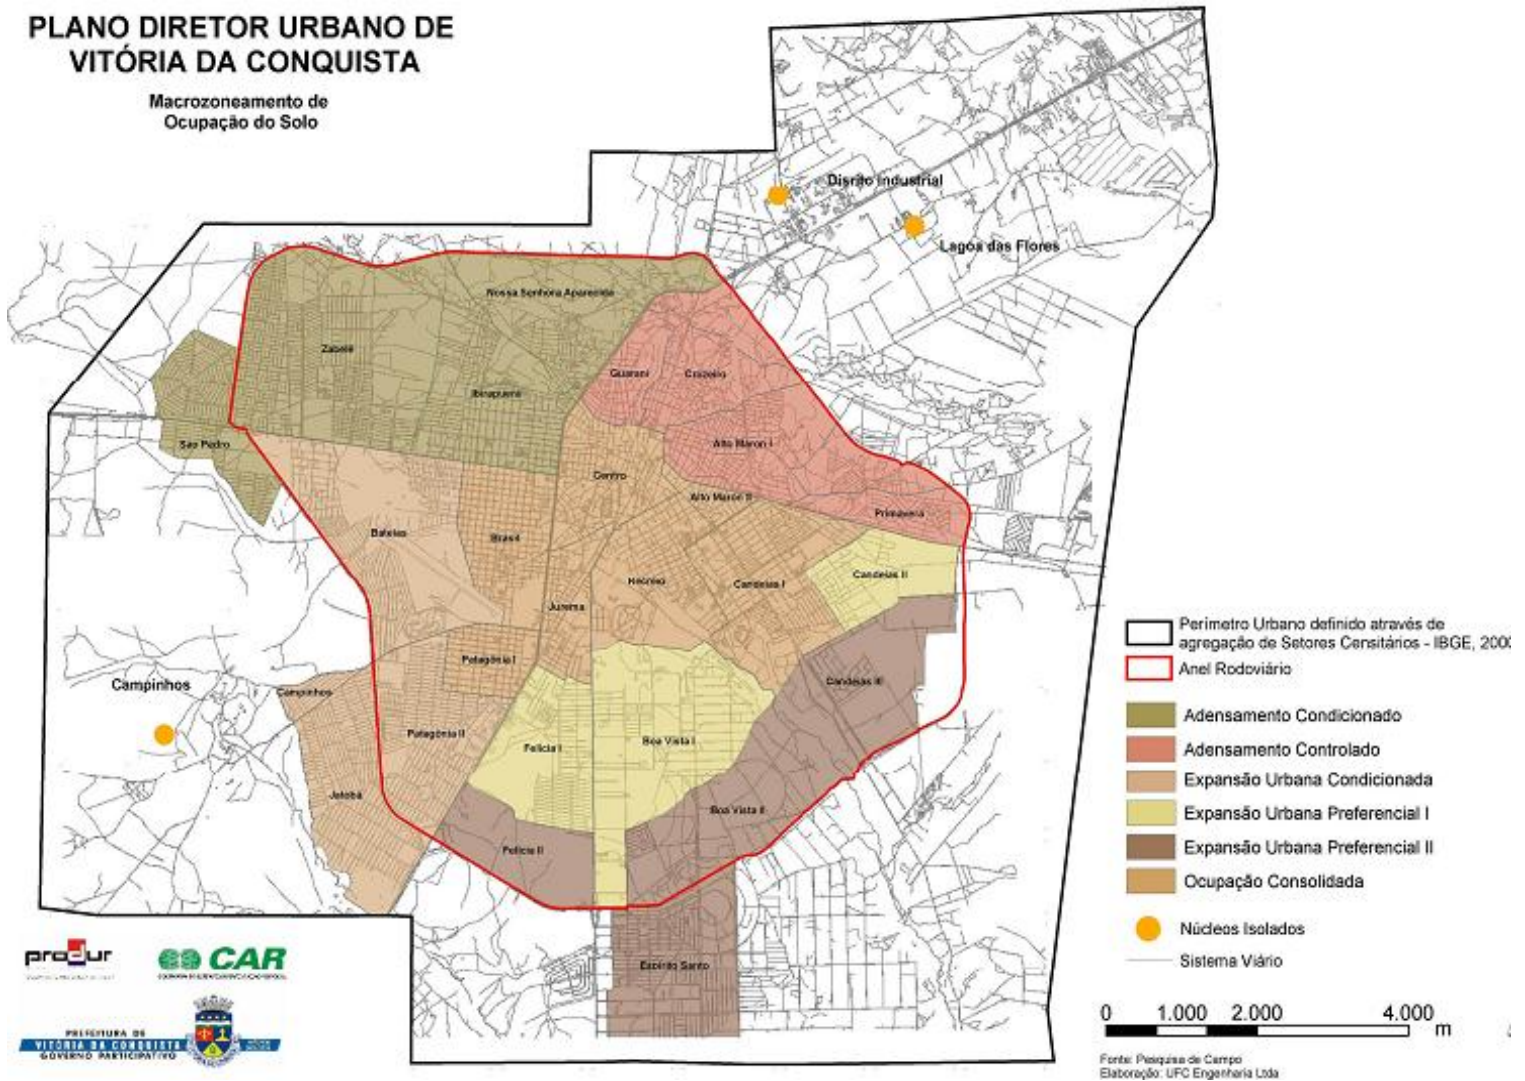 PLANO DIRETOR URBANO DE
VITÓRIA DA CONQUISTA
Macrozoneamento de
Ocupação do Solo
Disrito Industrial
Lagoa das Flores
Nossa Senhora Aparecida
Zabelê
Ibirapuera
Guarani
Cruzeiro
Sao Pedro
Alto Maron I
Centro
Alto Maron II
Primavera
Bateias
Brasil
Recreio
Candeias I
Candeias II
Jurema
Patagônia I
Campinhos
Campinhos
Candeias III
Patagônia II
Felícia I
Boa Vista I
Jatobá
Boa Vista II
Felícia II
Espírito Santo
Perímetro Urbano definido através de
agregação de Setores Censitários - IBGE, 2000
Anel Rodoviário
Adensamento Condicionado
Adensamento Controlado
Expansão Urbana Condicionada
Expansão Urbana Preferencial I
Expansão Urbana Preferencial II
Ocupação Consolidada
Núcleos Isolados
Sistema Viário
0 1.000 2.000 4.000 m
Fonte: Pesquisa de Campo
Elaboração: UFC Engenharia Ltda
produr
CAR
PREFEITURA DE
VITÓRIA DA CONQUISTA
GOVERNO PARTICIPATIVO